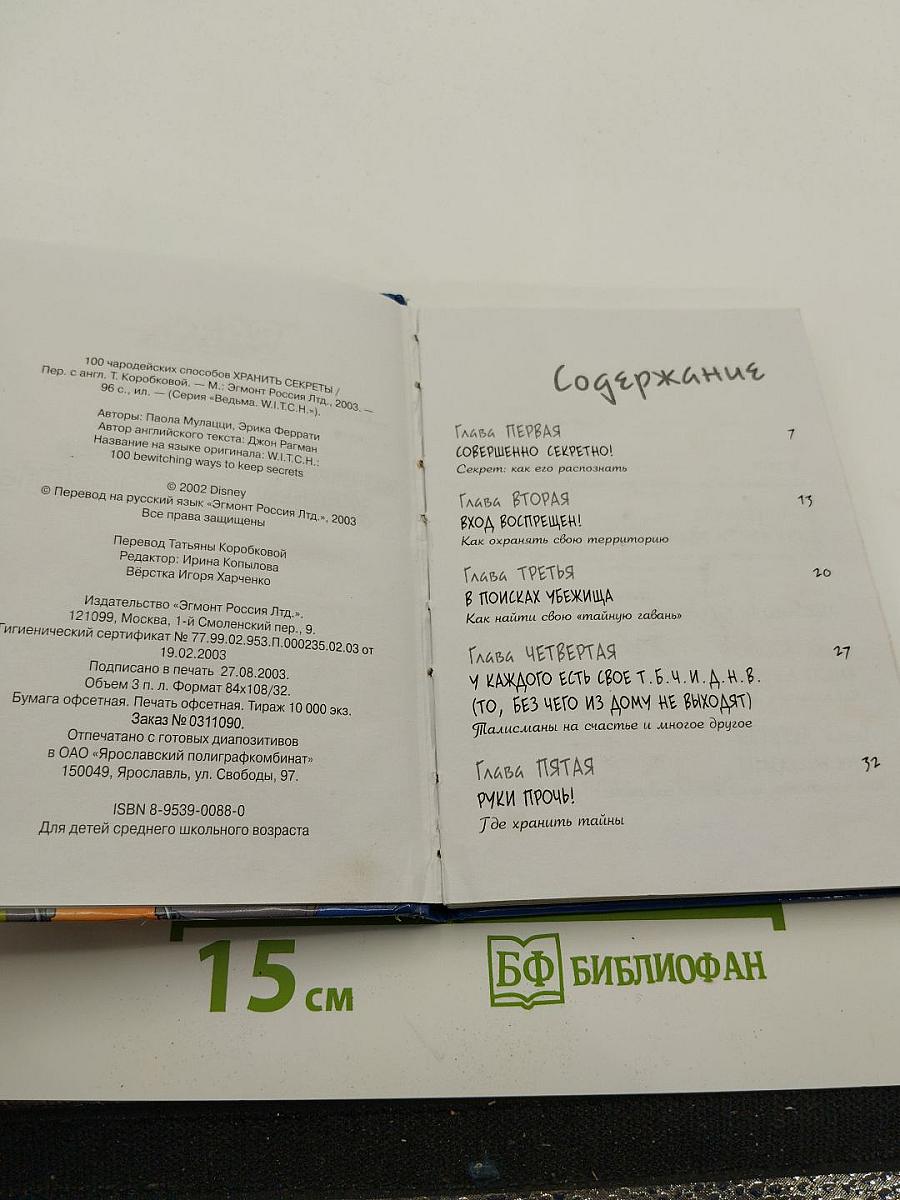 100 чародейских способов ХРАНИТЬ СЕКРЕТЫ /
Пер. с англ. Т. Коробковой. — М.: Эгмонт Россия Лтд., 2003. —
96 с., ил. — (Серия «Ведьма. W.I.T.C.H.»).
Авторы: Паола Мулацци, Эрика Феррати
Автор английского текста: Джон Рагман
Название на языке оригинала: W.I.T.C.H.:
100 bewitching ways to keep secrets
© 2002 Disney
© Перевод на русский язык «Эгмонт Россия Лтд.», 2003
Все права защищены
Перевод Татьяны Коробковой
Редактор: Ирина Копылова
Вёрстка Игоря Харченко
Издательство «Эгмонт Россия Лтд.».
121099, Москва, 1-й Смоленский пер., 9.
Гигиенический сертификат № 77.99.02.953.П.000235.02.03 от
19.02.2003
Подписано в печать 27.08.2003.
Объем 3 п. л. Формат 84х108/32.
Бумага офсетная. Печать офсетная. Тираж 10 000 экз.
Заказ № 0311090.
Отпечатано с готовых диапозитивов
в ОАО «Ярославский полиграфкомбинат»
150049, Ярославль, ул. Свободы, 97.
ISBN 8-9539-0088-0
Для детей среднего школьного возраста
Содержание
Глава ПЕРВАЯ 7
СОВЕРШЕННО СЕКРЕТНО!
Секрет: как его распознать
Глава ВТОРАЯ 13
ВХОД ВОСПРЕЩЕН!
Как охранять свою территорию
Глава ТРЕТЬЯ 20
В ПОИСКАХ УБЕЖИЩА
Как найти свою «тайную гавань»
Глава ЧЕТВЕРТАЯ 27
У КАЖДОГО ЕСТЬ СВОЕ Т.Б.Ч.И.Д.Н.В.
(ТО, БЕЗ ЧЕГО ИЗ ДОМУ НЕ ВЫХОДЯТ)
Талисманы на счастье и многое другое
Глава ПЯТАЯ 32
РУКИ ПРОЧЬ!
Где хранить тайны
15 см
БФ БИБЛИОФАН